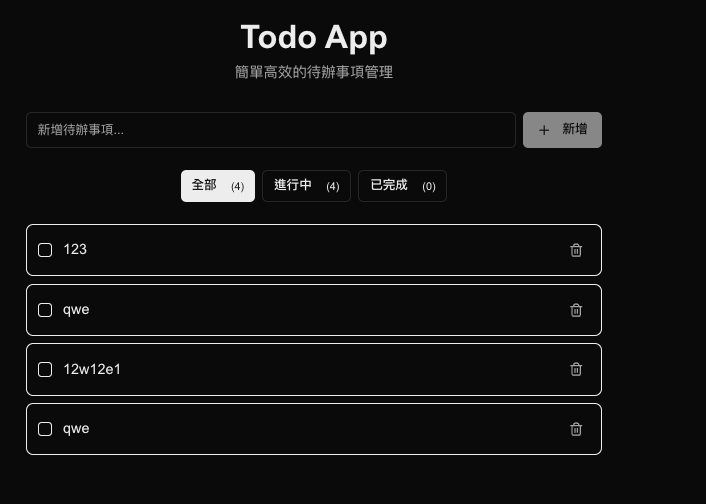 Todo App
簡單高效的待辦事項管理
新增待辦事項...
+ 新增
全部 (4) 進行中 (4) 已完成 (0)
123
qwe
12w12e1
qwe